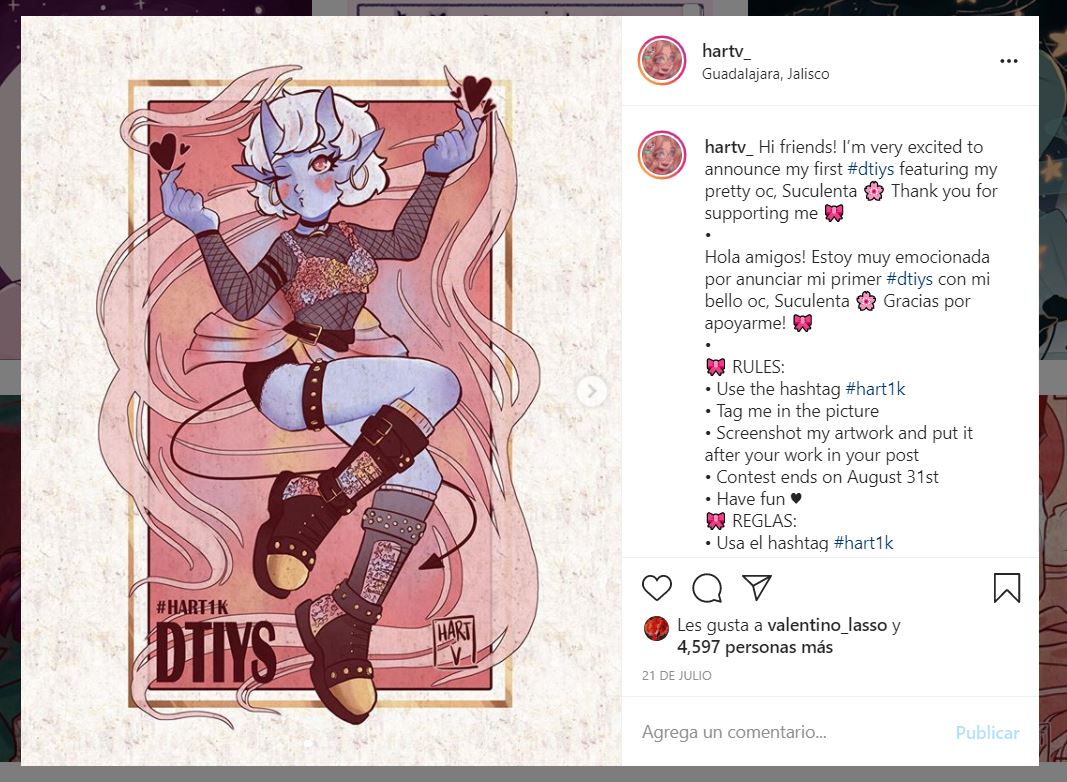 #HART1K
DTIYS
HART
V
hartv_
Guadalajara, Jalisco
hartv_ Hi friends! I’m very excited to
announce my first #dtiys featuring my
pretty oc, Suculenta 🌸 Thank you for
supporting me 🎀
•
Hola amigos! Estoy muy emocionada
por anunciar mi primer #dtiys con mi
bello oc, Suculenta 🌸 Gracias por
apoyarme! 🎀
•
🎀 RULES:
• Use the hashtag #hart1k
• Tag me in the picture
• Screenshot my artwork and put it
after your work in your post
• Contest ends on August 31st
• Have fun ♥
🎀 REGLAS:
• Usa el hashtag #hart1k
Les gusta a valentino_lasso y
4,597 personas más
21 DE JULIO
Agrega un comentario...
Publicar